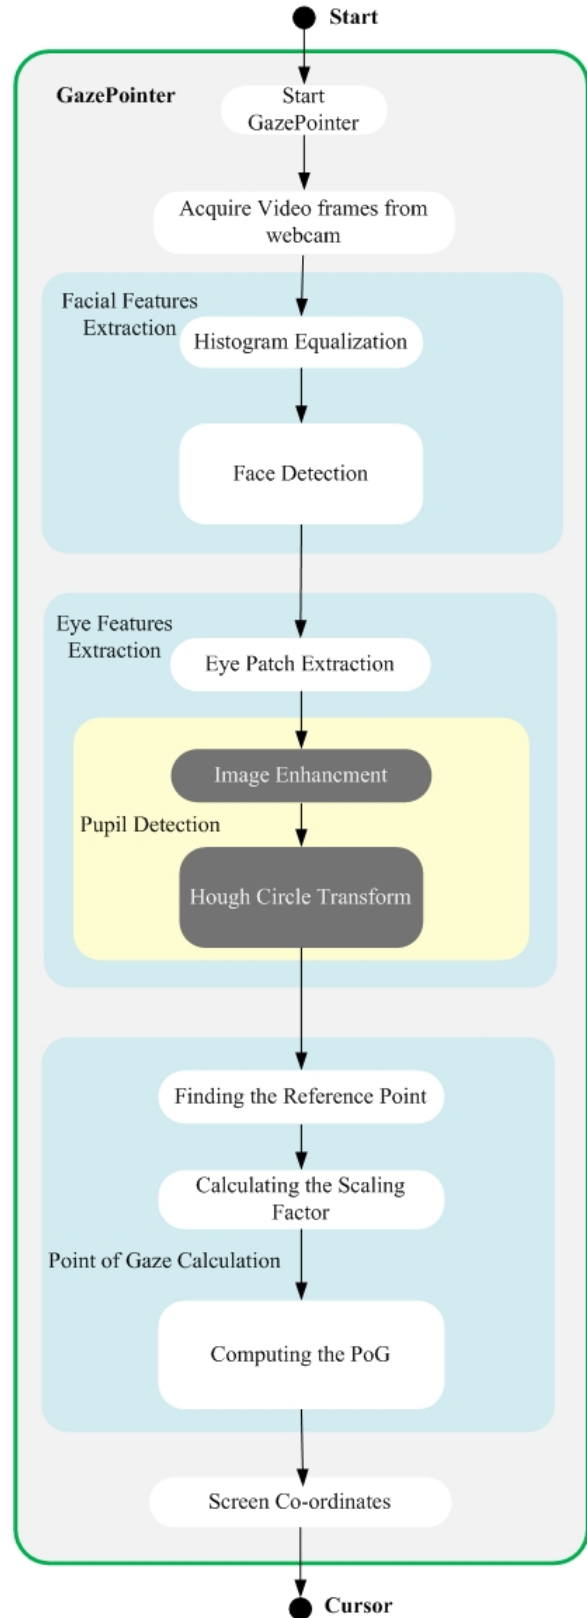 Start
GazePointer
Start
GazePointer
Acquire Video frames from
webcam
Facial Features
Extraction
Histogram Equalization
Face Detection
Eye Features
Extraction
Eye Patch Extraction
Image Enhancment
Pupil Detection
Hough Circle Transform
Finding the Reference Point
Calculating the Scaling
Factor
Point of Gaze Calculation
Computing the PoG
Screen Co-ordinates
Cursor